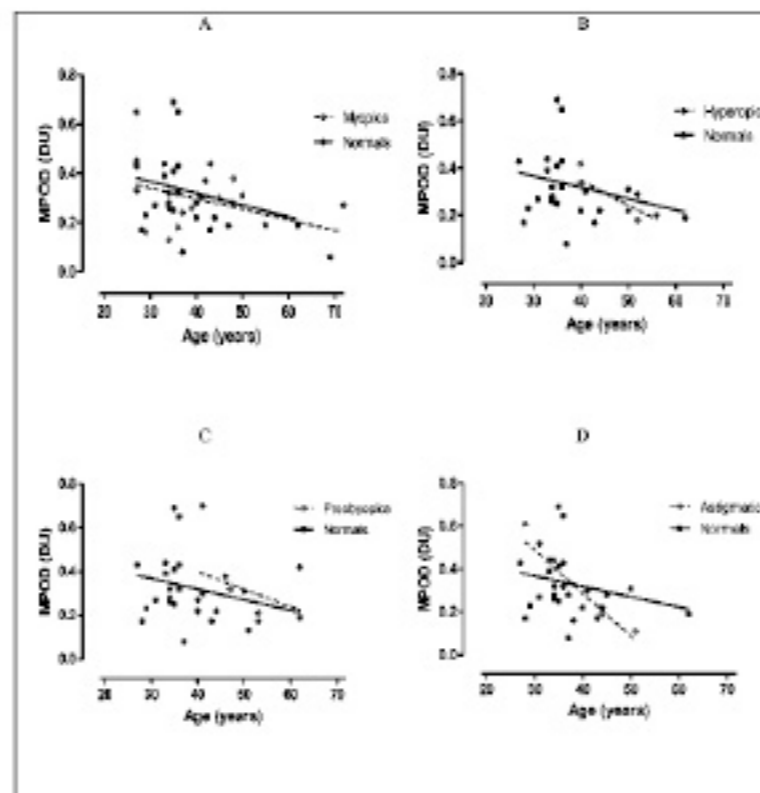 A
0.8
0.6
0.4
0.2
0.0
MPOD (DU)
Myopics
Normals
20 30 40 50 60 70
Age (years)
B
0.8
0.6
0.4
0.2
0.0
MPOD (DU)
Hyperopic
Normals
20 30 40 50 60 70
Age (years)
C
0.8
0.6
0.4
0.2
0.0
MPOD (DU)
Presbyopics
Normals
20 30 40 50 60 70
Age (years)
D
0.8
0.6
0.4
0.2
0.0
MPOD (DU)
Astigmatic
Normals
20 30 40 50 60 70
Age (years)